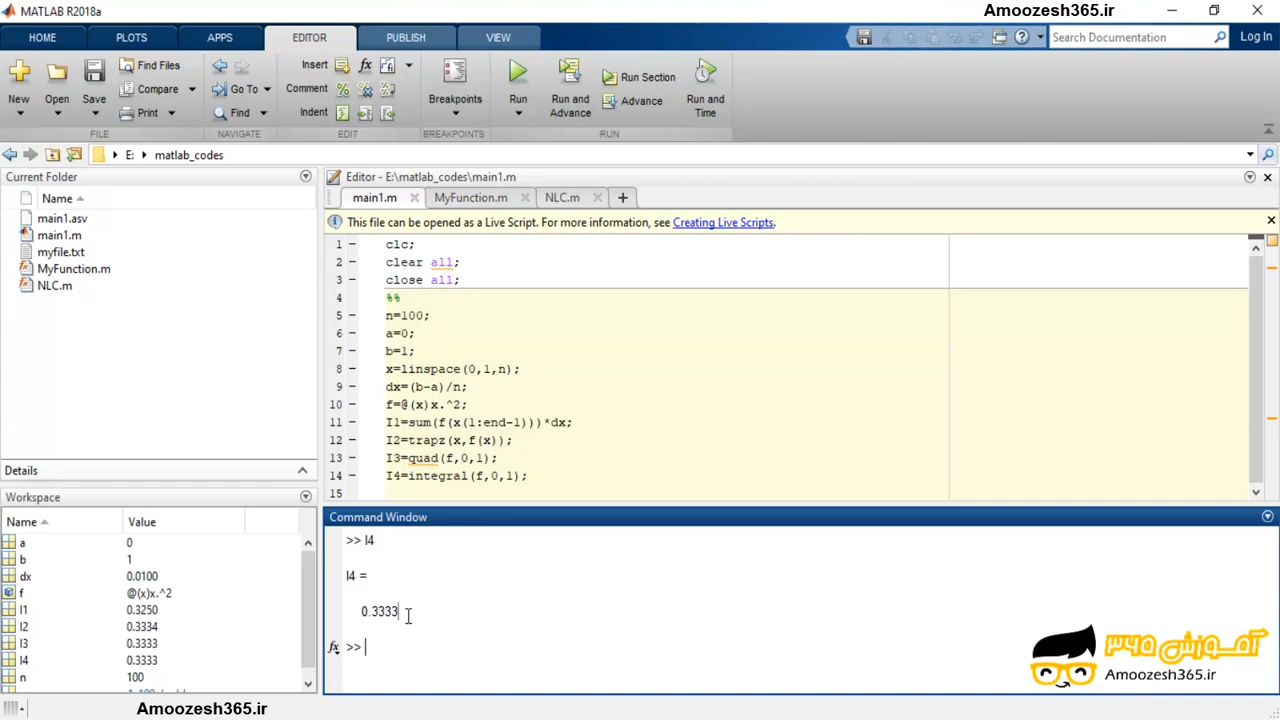 MATLAB R2018a
Amoozesh365.ir
HOME
PLOTS
APPS
EDITOR
PUBLISH
VIEW
Search Documentation
Log In
New
Open
Save
Find Files
Compare
Print
FILE
Go To
Find
NAVIGATE
Insert
fx
Comment
Indent
EDIT
Breakpoints
BREAKPOINTS
Run
Run and
Advance
Run Section
Advance
Run and
Time
RUN
E: matlab_codes
Current Folder
Name
main1.asv
main1.m
myfile.txt
MyFunction.m
NLC.m
Details
Workspace
Name Value
a 0
b 1
dx 0.0100
f @(x)x.^2
I1 0.3250
I2 0.3334
I3 0.3333
I4 0.3333
n 100
Editor - E:\matlab_codes\main1.m
main1.m
MyFunction.m
NLC.m
This file can be opened as a Live Script. For more information, see Creating Live Scripts.
1 clc;
2 clear all;
3 close all;
4 %%
5 n=100;
6 a=0;
7 b=1;
8 x=linspace(0,1,n);
9 dx=(b-a)/n;
10 f=@(x)x.^2;
11 I1=sum(f(x(1:end-1)))*dx;
12 I2=trapz(x,f(x));
13 I3=quad(f,0,1);
14 I4=integral(f,0,1);
15
Command Window
>> I4
I4 =
0.3333
fx >>
آموزش ۳۶۵
Amoozesh365.ir
Amoozesh365.ir